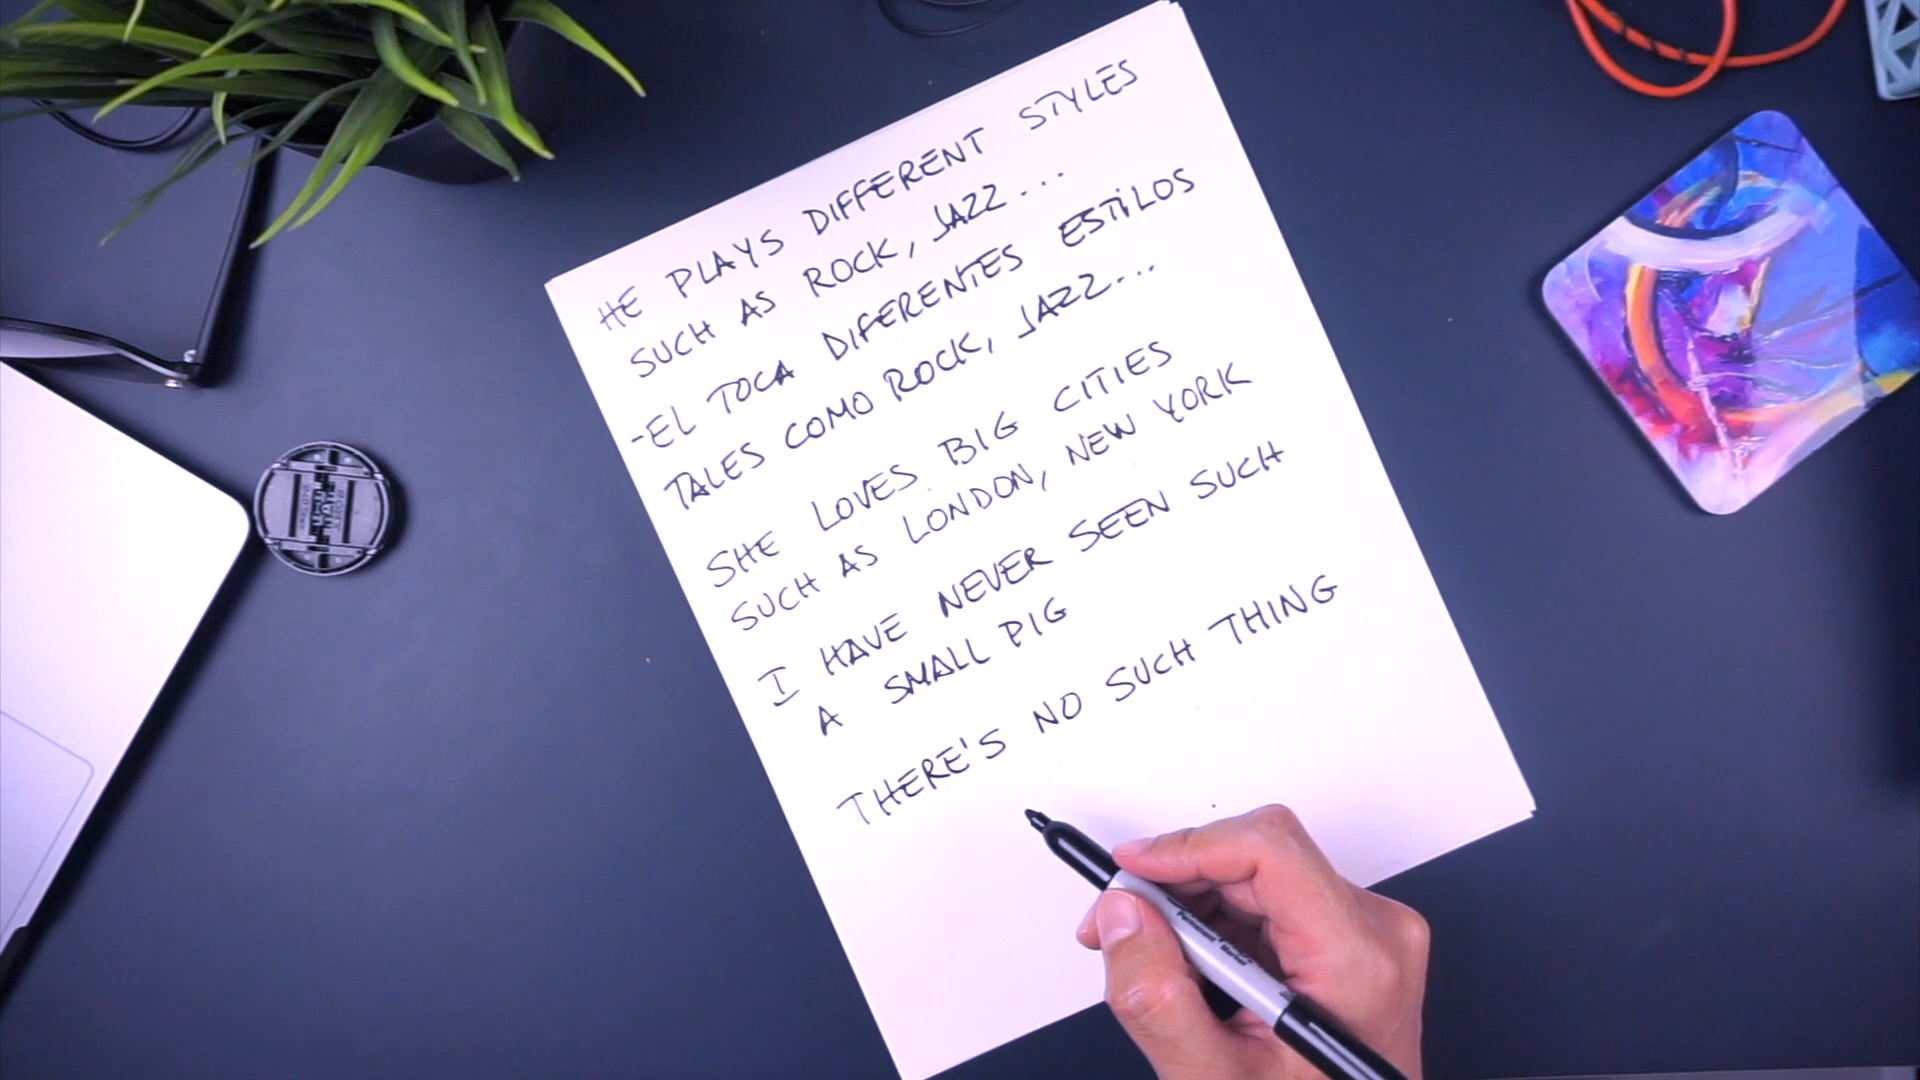 HE PLAYS DIFFERENT STYLES
SUCH AS ROCK, JAZZ...
-EL TOCA DIFERENTES ESTILOS
TALES COMO ROCK, JAZZ...
SHE LOVES BIG CITIES
SUCH AS LONDON, NEW YORK
I HAVE NEVER SEEN SUCH
A SMALL PIG
THERE'S NO SUCH THING